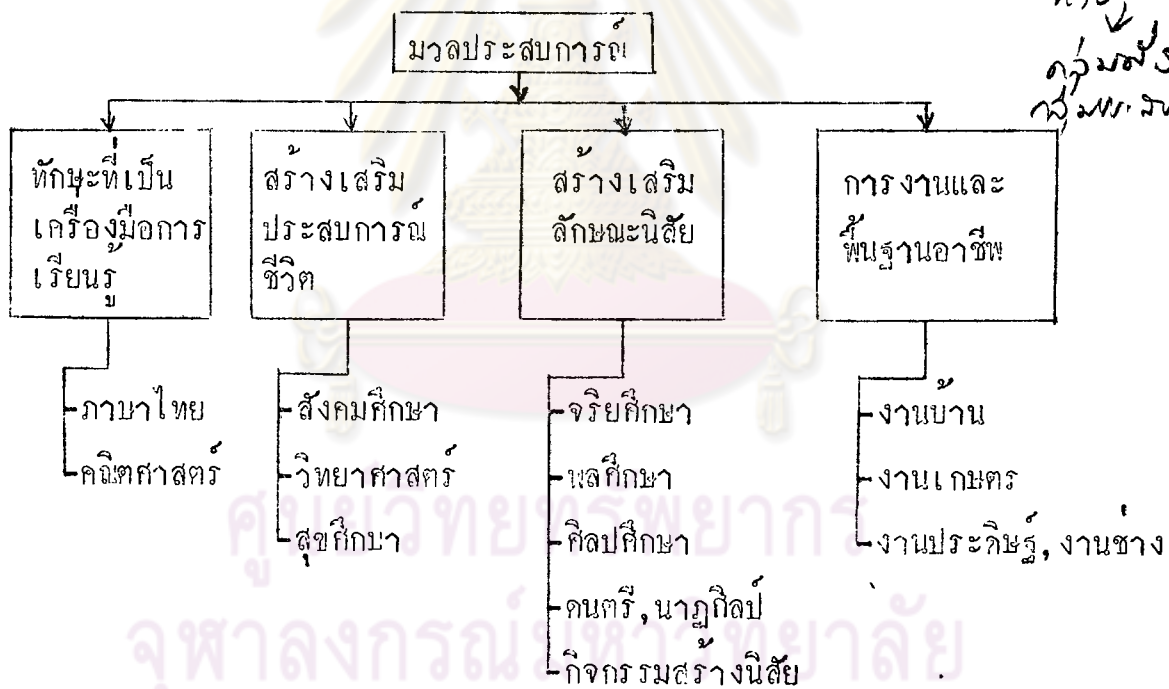 มวลประสบการณ์
ทักษะที่เป็น
เครื่องมือการ
เรียนรู้
สร้างเสริม
ประสบการณ์
ชีวิต
สร้างเสริม
ลักษณะนิสัย
การงานและ
พื้นฐานอาชีพ
-ภาษาไทย
-คณิตศาสตร์
-สังคมศึกษา
-วิทยาศาสตร์
-สุขศึกษา
-จริยศึกษา
-พลศึกษา
-ศิลปศึกษา
-ดนตรี, นาฏศิลป์
-กิจกรรมสร้างนิสัย
-งานบ้าน
-งานเกษตร
-งานประดิษฐ์, งานช่าง
ศูนย์วิทยทรัพยากร
จุฬาลงกรณ์มหาวิทยาลัย